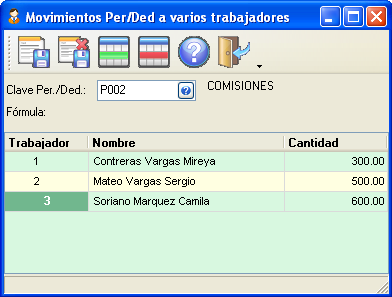 Movimientos Per/Ded a varios trabajadores
Clave Per./Ded.: P002 COMISIONES
Fórmula:
Trabajador Nombre Cantidad
1 Contreras Vargas Mireya 300.00
2 Mateo Vargas Sergio 500.00
3 Soriano Marquez Camila 600.00